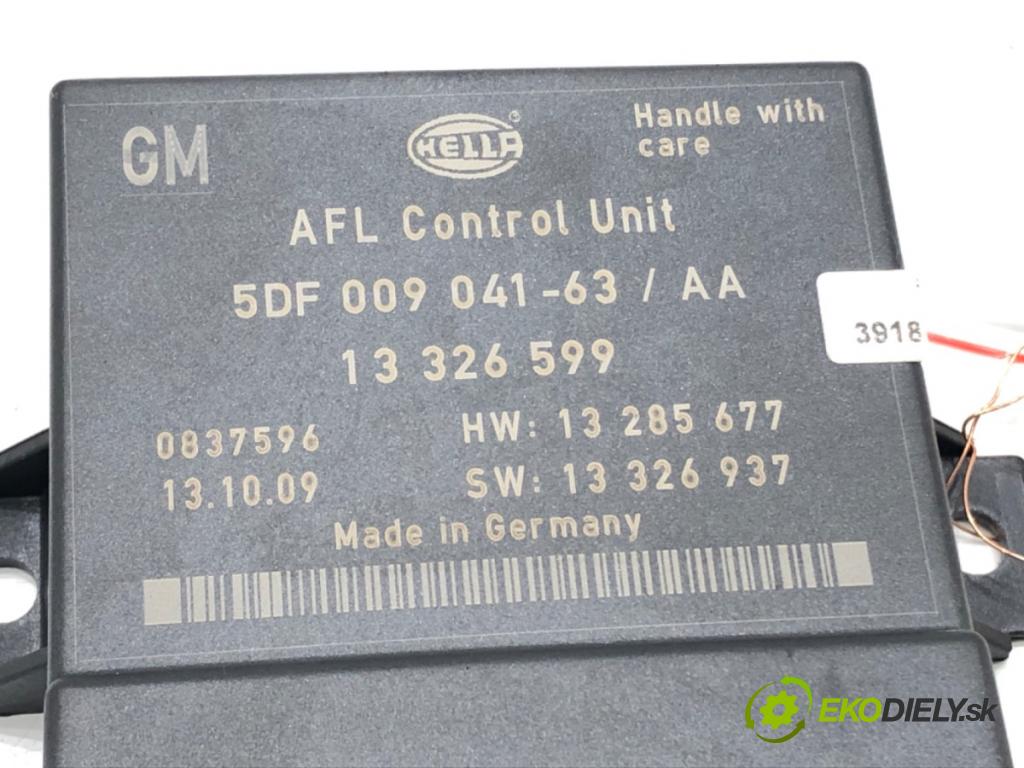 GM
HELLA®
Handle with
care
AFL Control Unit
5DF 009 041-63 / AA
13 326 599
3918
0837596
HW: 13 285 677
13.10.09
SW: 13 326 937
Made in Germany
EKODIELY.sk